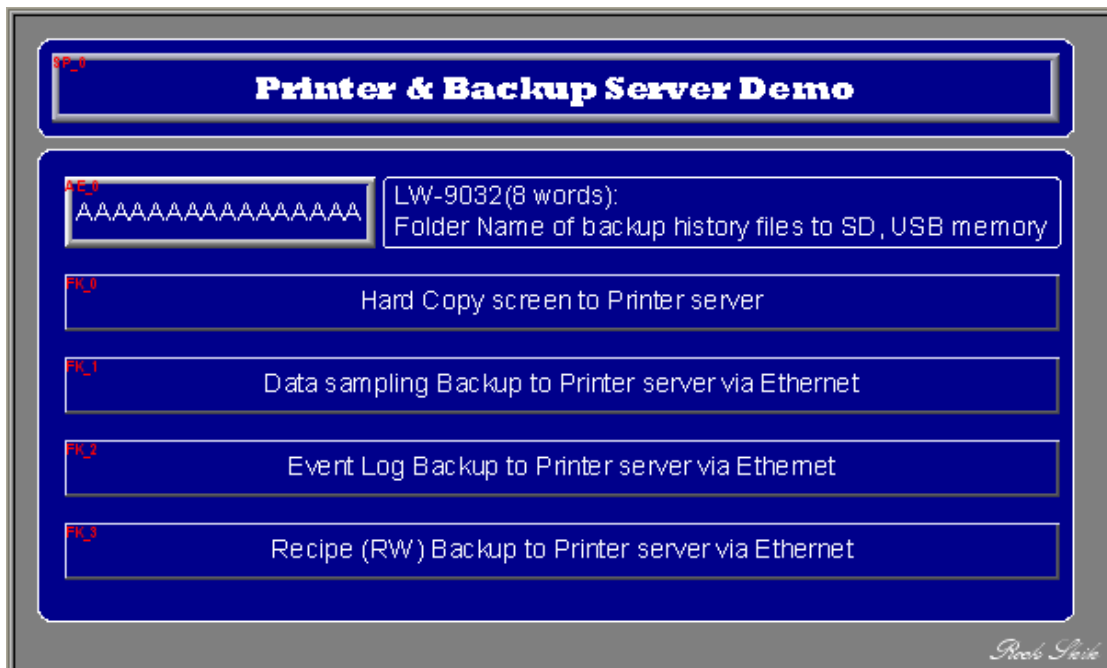 SP_0
Printer & Backup Server Demo
AE_0
AAAAAAAAAAAAAAAA
LW-9032(8 words):
Folder Name of backup history files to SD, USB memory
FK_0
Hard Copy screen to Printer server
FK_1
Data sampling Backup to Printer server via Ethernet
FK_2
Event Log Backup to Printer server via Ethernet
FK_3
Recipe (RW) Backup to Printer server via Ethernet